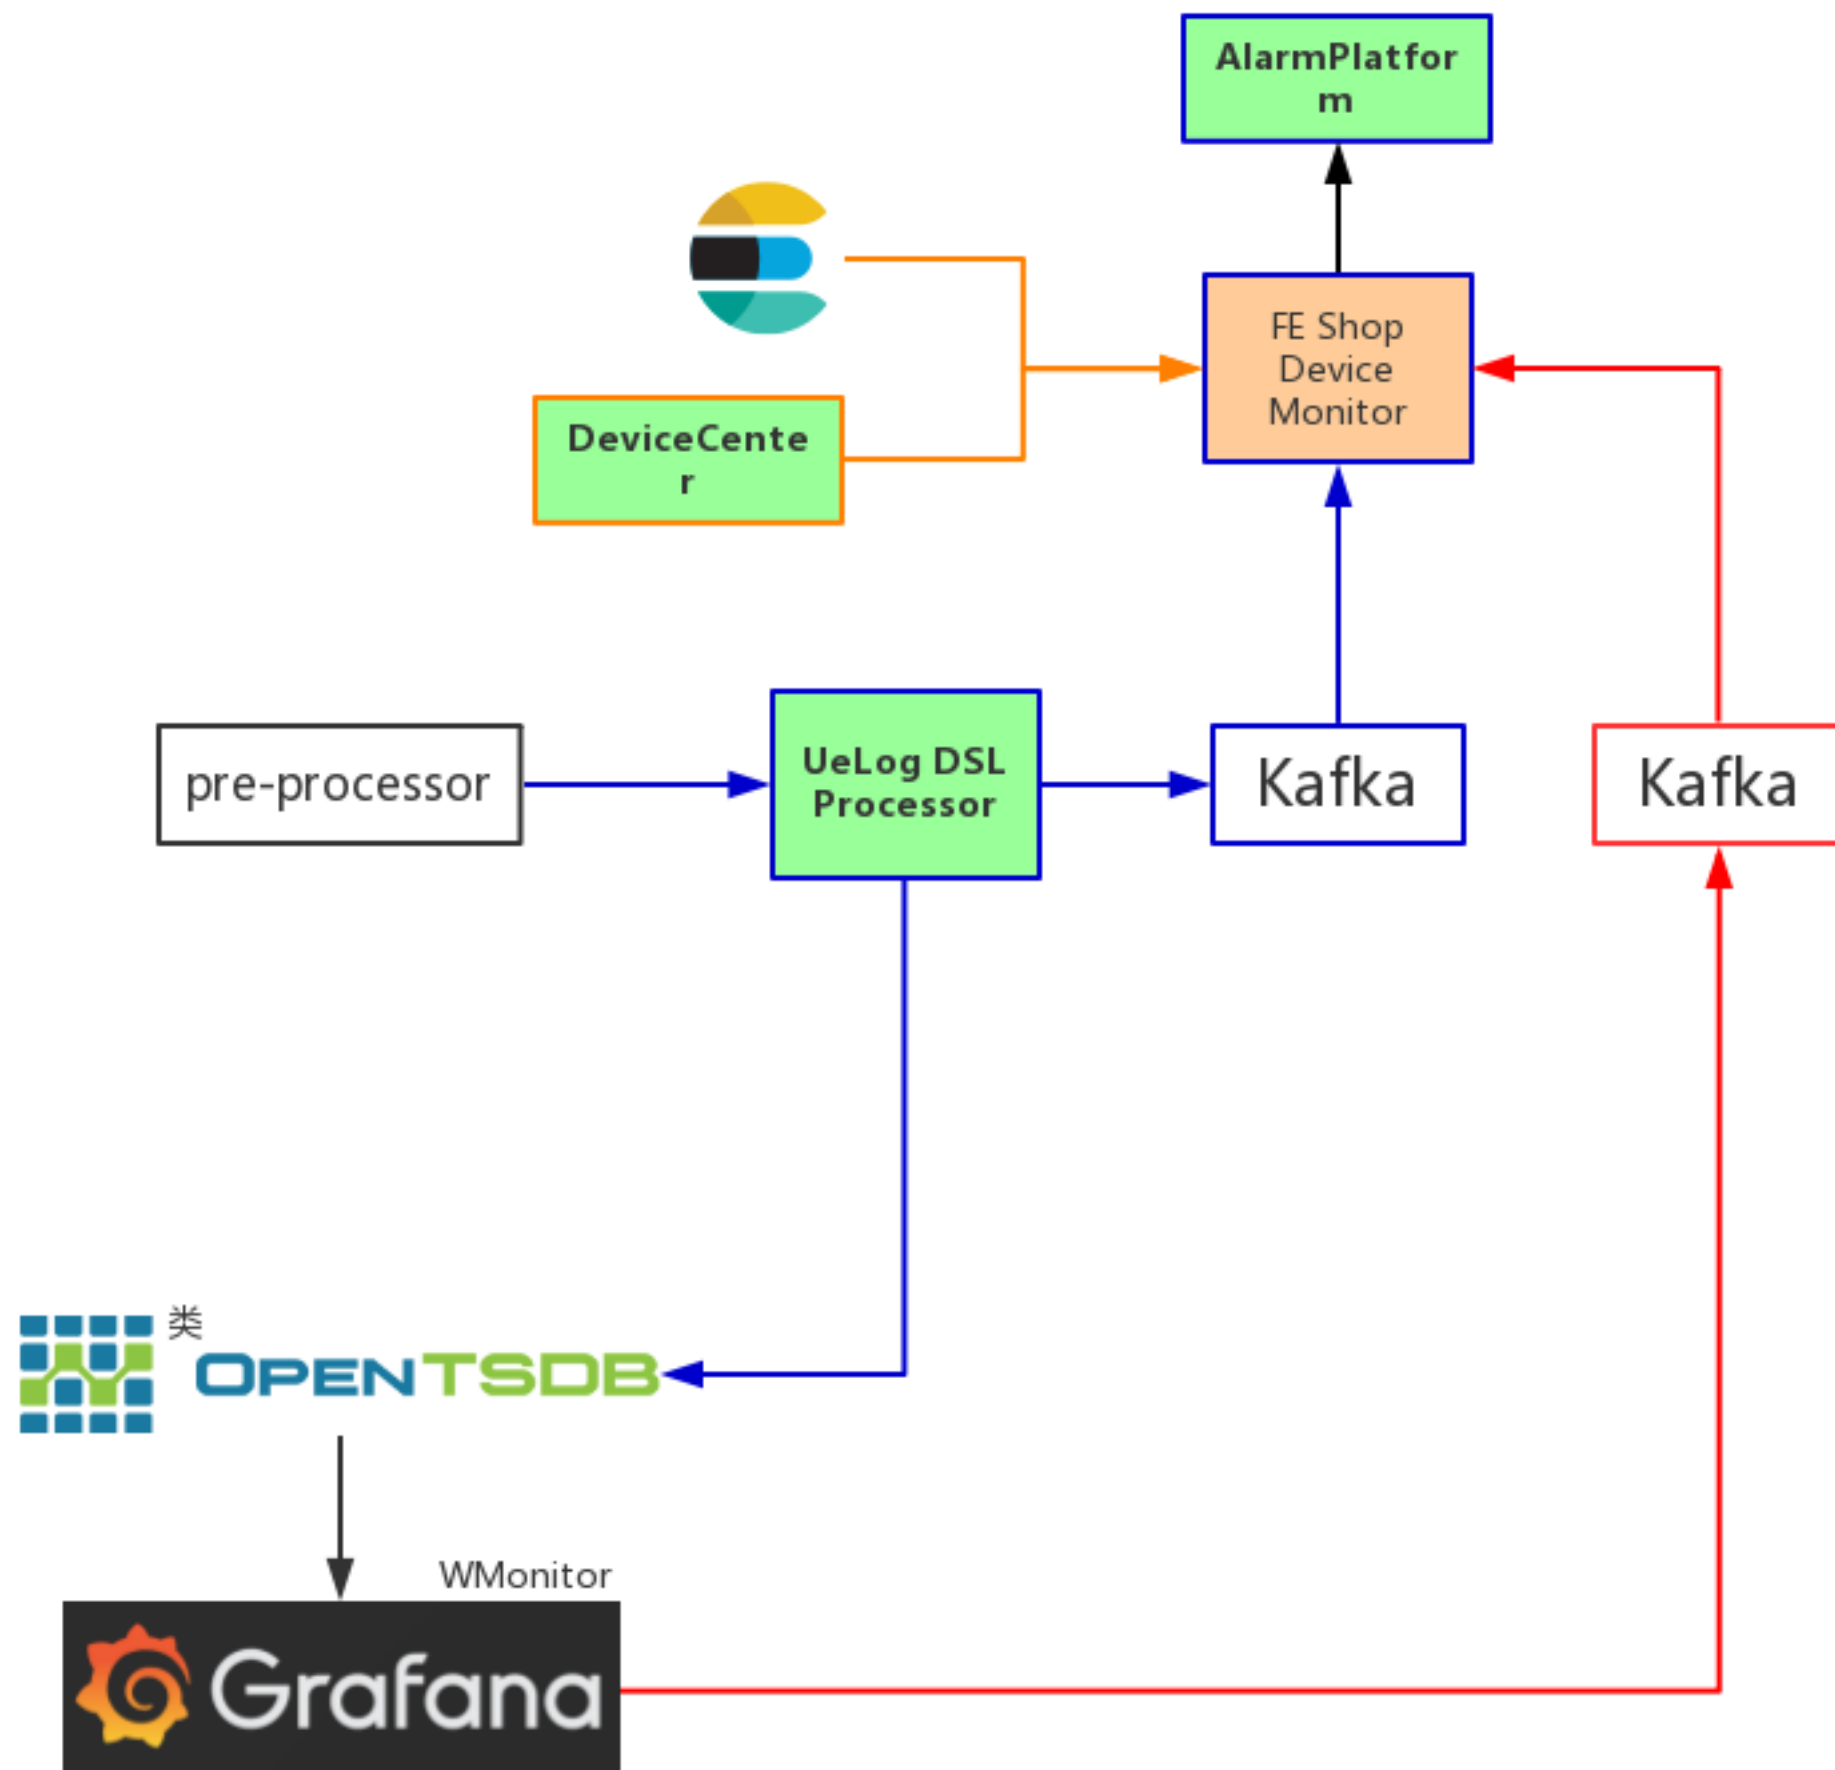 AlarmPlatfor
m
FE Shop
Device
Monitor
DeviceCente
r
pre-processor
UeLog DSL
Processor
Kafka
Kafka
类
OPENTSDB
WMonitor
Grafana